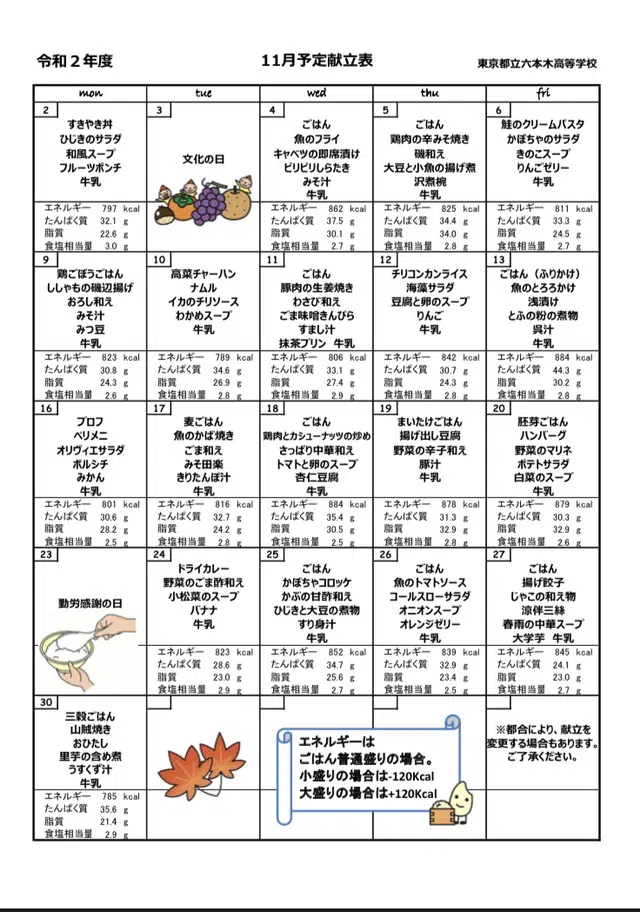 令和２年度
11月予定献立表
東京都立六本木高等学校
mon
tue
wed
thu
fri
2
すきやき丼
ひじきのサラダ
和風スープ
フルーツポンチ
牛乳
エネルギー 797 kcal
たんぱく質 32.1 g
脂質 22.6 g
食塩相当量 3.0 g
3
文化の日
4
ごはん
魚のフライ
キャベツの即席漬け
ピリピリしらたき
みそ汁
牛乳
エネルギー 862 kcal
たんぱく質 37.5 g
脂質 30.1 g
食塩相当量 2.7 g
5
ごはん
鶏肉の辛みそ焼き
磯和え
大豆と小魚の揚げ煮
沢煮椀
牛乳
エネルギー 825 kcal
たんぱく質 34.4 g
脂質 34.0 g
食塩相当量 2.8 g
6
鮭のクリームパスタ
かぼちゃのサラダ
きのこスープ
りんごゼリー
牛乳
エネルギー 811 kcal
たんぱく質 33.3 g
脂質 24.5 g
食塩相当量 2.7 g
9
鶏ごぼうごはん
ししゃもの磯辺揚げ
おろし和え
みそ汁
みつ豆
牛乳
エネルギー 823 kcal
たんぱく質 30.8 g
脂質 24.3 g
食塩相当量 2.6 g
10
高菜チャーハン
ナムル
イカのチリソース
わかめスープ
牛乳
エネルギー 789 kcal
たんぱく質 34.6 g
脂質 26.9 g
食塩相当量 2.8 g
11
ごはん
豚肉の生姜焼き
わさび和え
ごま味噌きんぴら
すまし汁
抹茶プリン 牛乳
エネルギー 806 kcal
たんぱく質 33.1 g
脂質 27.4 g
食塩相当量 2.9 g
12
チリコンカンライス
海藻サラダ
豆腐と卵のスープ
りんご
牛乳
エネルギー 842 kcal
たんぱく質 30.7 g
脂質 24.3 g
食塩相当量 2.8 g
13
ごはん（ふりかけ）
魚のとろろかけ
浅漬け
とふの粉の煮物
呉汁
牛乳
エネルギー 884 kcal
たんぱく質 44.3 g
脂質 30.2 g
食塩相当量 2.8 g
16
プロフ
ペリメニ
オリヴィエサラダ
ボルシチ
みかん
牛乳
エネルギー 801 kcal
たんぱく質 30.6 g
脂質 28.2 g
食塩相当量 2.5 g
17
麦ごはん
魚のかば焼き
ごま和え
みそ田楽
きりたんぽ汁
牛乳
エネルギー 816 kcal
たんぱく質 32.7 g
脂質 24.2 g
食塩相当量 2.8 g
18
ごはん
鶏肉とカシューナッツの炒め
さっぱり中華和え
トマトと卵のスープ
杏仁豆腐
牛乳
エネルギー 884 kcal
たんぱく質 35.4 g
脂質 30.5 g
食塩相当量 2.5 g
19
まいたけごはん
揚げ出し豆腐
野菜の辛子和え
豚汁
牛乳
エネルギー 878 kcal
たんぱく質 31.3 g
脂質 32.9 g
食塩相当量 2.8 g
20
胚芽ごはん
ハンバーグ
野菜のマリネ
ポテトサラダ
白菜のスープ
牛乳
エネルギー 879 kcal
たんぱく質 30.3 g
脂質 32.9 g
食塩相当量 2.6 g
23
勤労感謝の日
24
ドライカレー
野菜のごま酢和え
小松菜のスープ
バナナ
牛乳
エネルギー 823 kcal
たんぱく質 28.6 g
脂質 23.0 g
食塩相当量 2.9 g
25
ごはん
かぼちゃコロッケ
かぶの甘酢和え
ひじきと大豆の煮物
すり身汁
牛乳
エネルギー 852 kcal
たんぱく質 34.7 g
脂質 25.6 g
食塩相当量 2.7 g
26
ごはん
魚のトマトソース
コールスローサラダ
オニオンスープ
オレンジゼリー
牛乳
エネルギー 839 kcal
たんぱく質 32.9 g
脂質 23.4 g
食塩相当量 2.5 g
27
ごはん
揚げ餃子
じゃこの和え物
涼伴三絲
春雨の中華スープ
大学芋 牛乳
エネルギー 845 kcal
たんぱく質 24.1 g
脂質 23.0 g
食塩相当量 2.7 g
30
三穀ごはん
山賊焼き
おひたし
里芋の含め煮
うすくず汁
牛乳
エネルギー 785 kcal
たんぱく質 35.6 g
脂質 21.4 g
食塩相当量 2.9 g
エネルギーは
ごはん普通盛りの場合。
小盛りの場合は-120Kcal
大盛りの場合は+120Kcal
※都合により、献立を
変更する場合もあります。
ご了承ください。